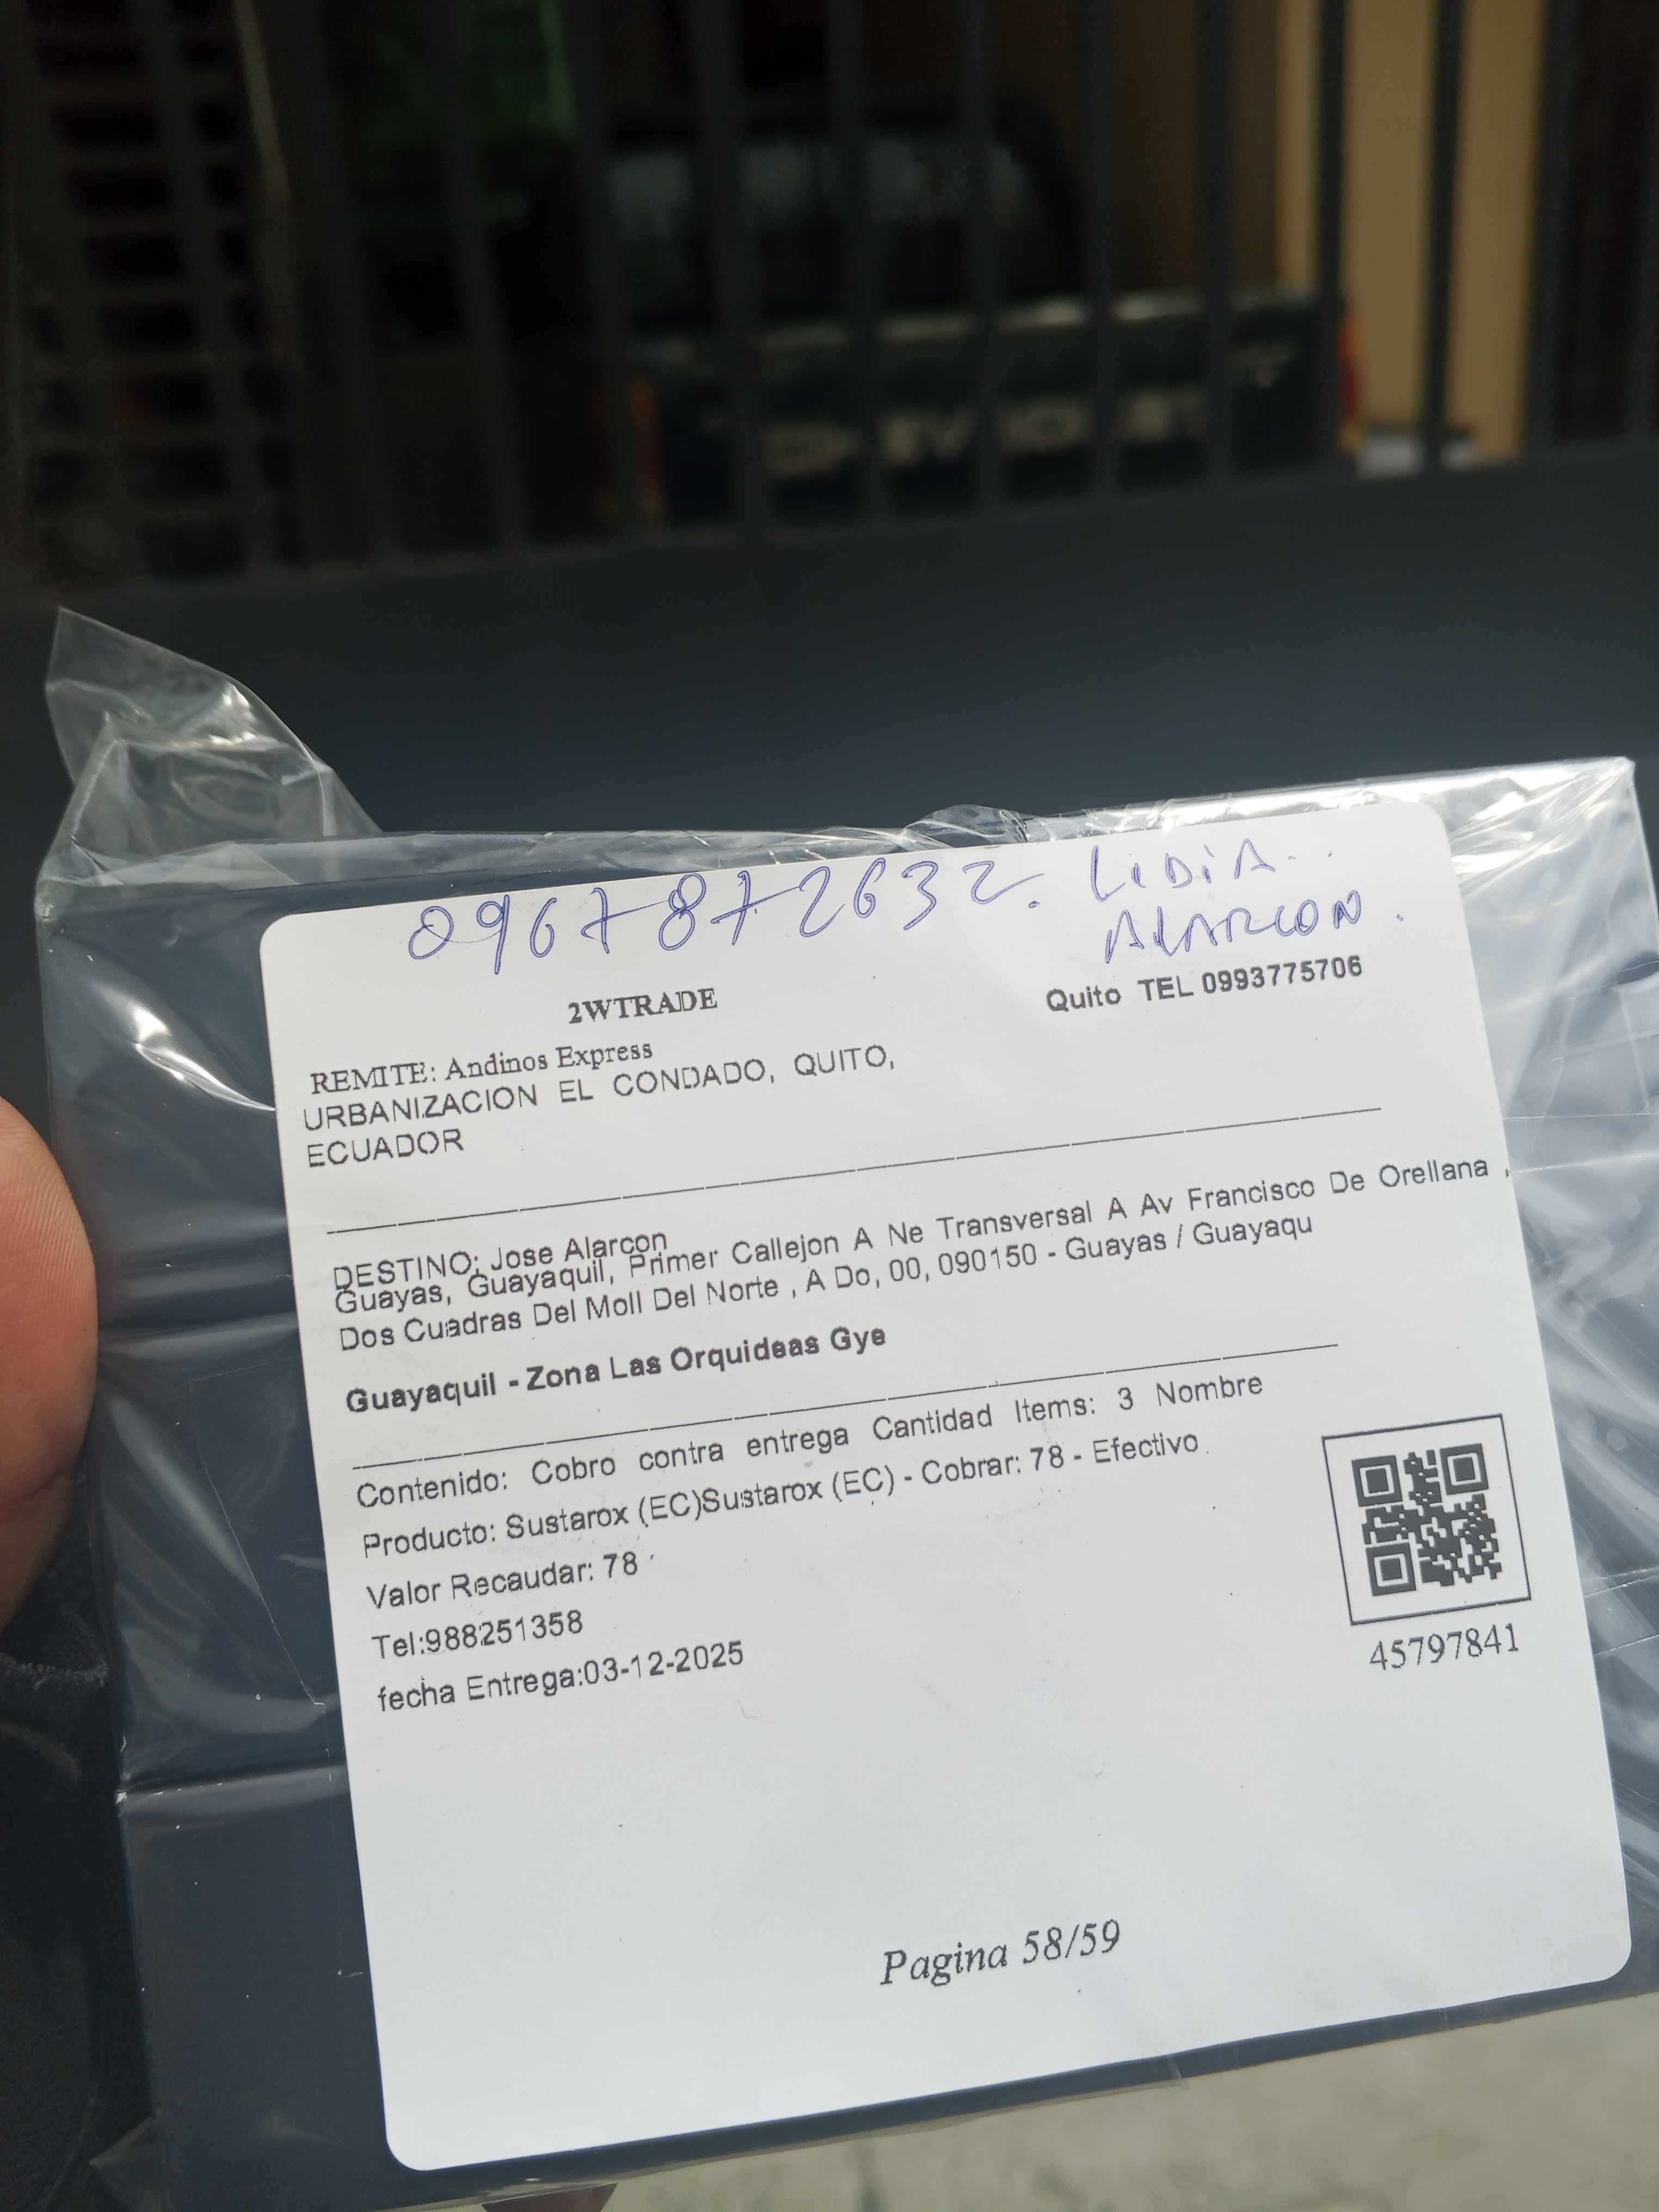 CHEVROLET
0967872632. LIDIA..
ALARCON.
2WTRADE
Quito TEL 0993775706
REMITE: Andinos Express
URBANIZACION EL CONDADO, QUITO,
ECUADOR
DESTINO: Jose Alarcon
Guayas, Guayaquil, Primer Callejon A Ne Transversal A Av Francisco De Orellana ,
Dos Cuadras Del Moll Del Norte , A Do, 00, 090150 - Guayas / Guayaqu
Guayaquil - Zona Las Orquideas Gye
Contenido: Cobro contra entrega Cantidad Items: 3 Nombre
Producto: Sustarox (EC)Sustarox (EC) - Cobrar: 78 - Efectivo
Valor Recaudar: 78
Tel:988251358
fecha Entrega:03-12-2025
45797841
Pagina 58/59